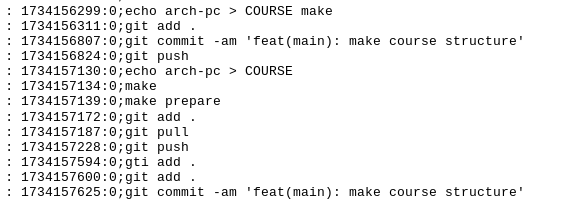 : 1734156299:0;echo arch-pc > COURSE make
: 1734156311:0;git add .
: 1734156807:0;git commit -am 'feat(main): make course structure'
: 1734156824:0;git push
: 1734157130:0;echo arch-pc > COURSE
: 1734157134:0;make
: 1734157139:0;make prepare
: 1734157172:0;git add .
: 1734157187:0;git pull
: 1734157228:0;git push
: 1734157594:0;gti add .
: 1734157600:0;git add .
: 1734157625:0;git commit -am 'feat(main): make course structure'